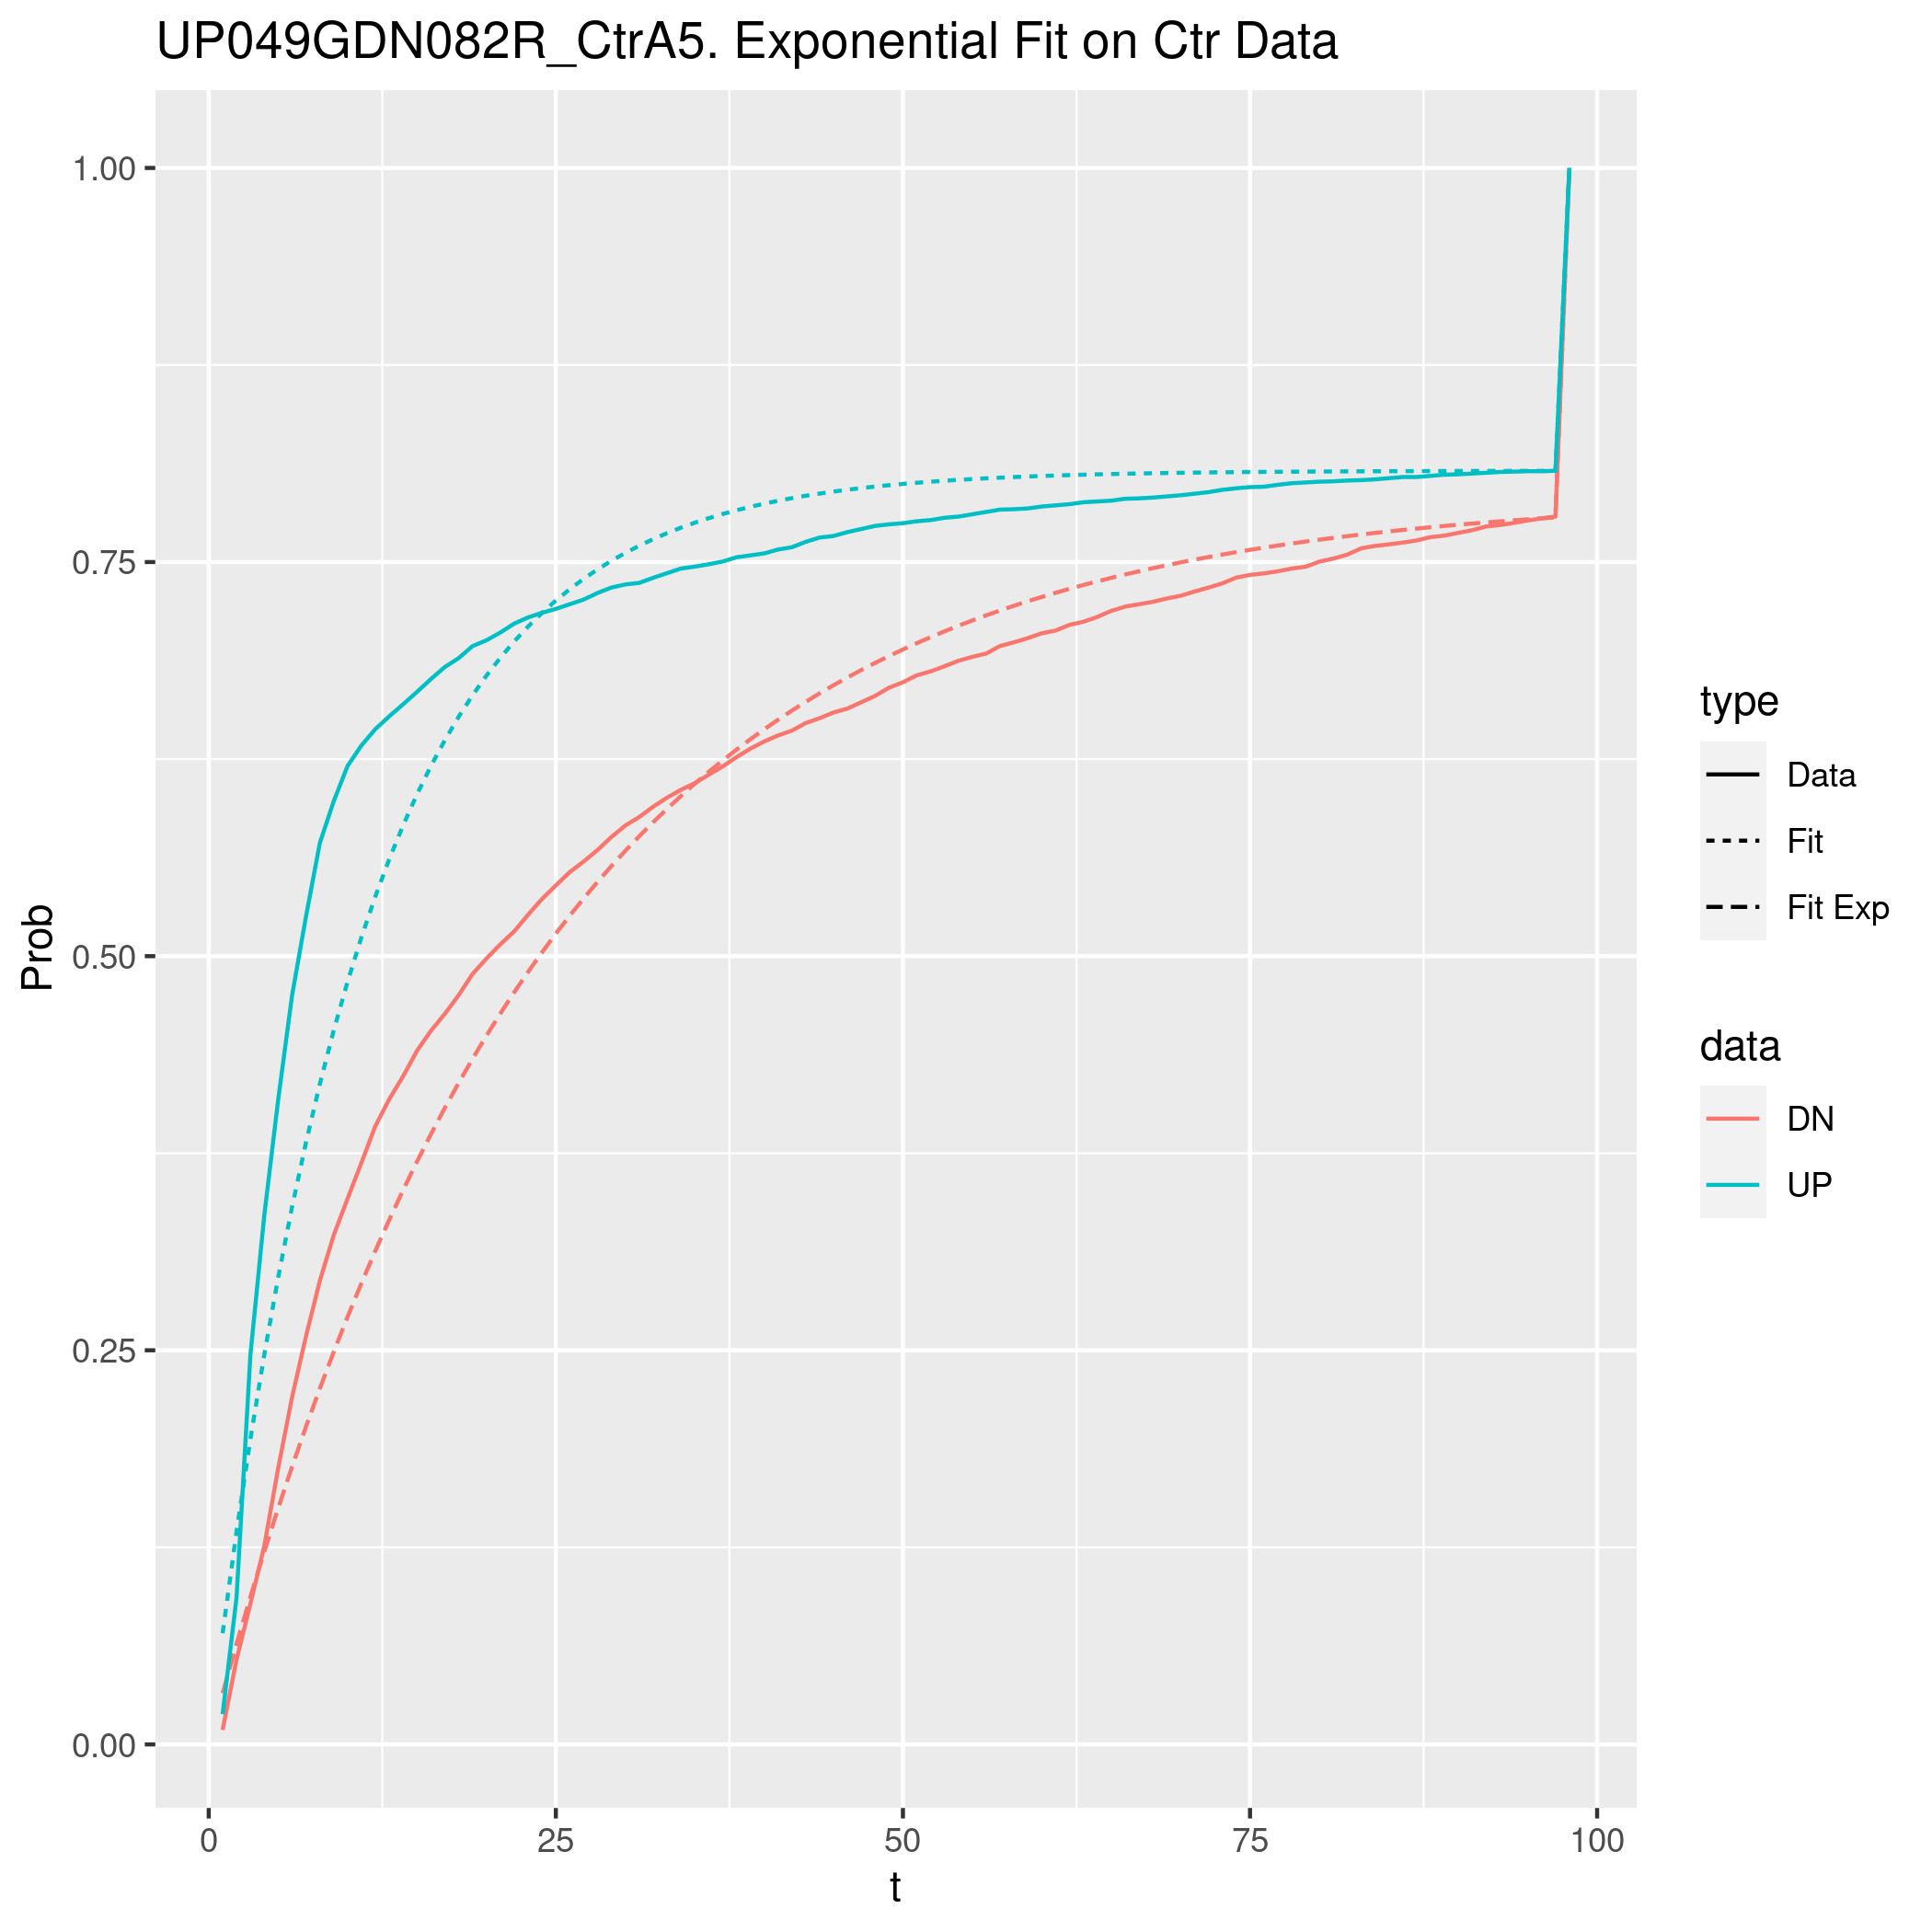 UP049GDN082R_CtrA5. Exponential Fit on Ctr Data
1.00
0.75
0.50
0.25
0.00
Prob
0 25 50 75 100
t
type
Data
Fit
Fit Exp
data
DN
UP